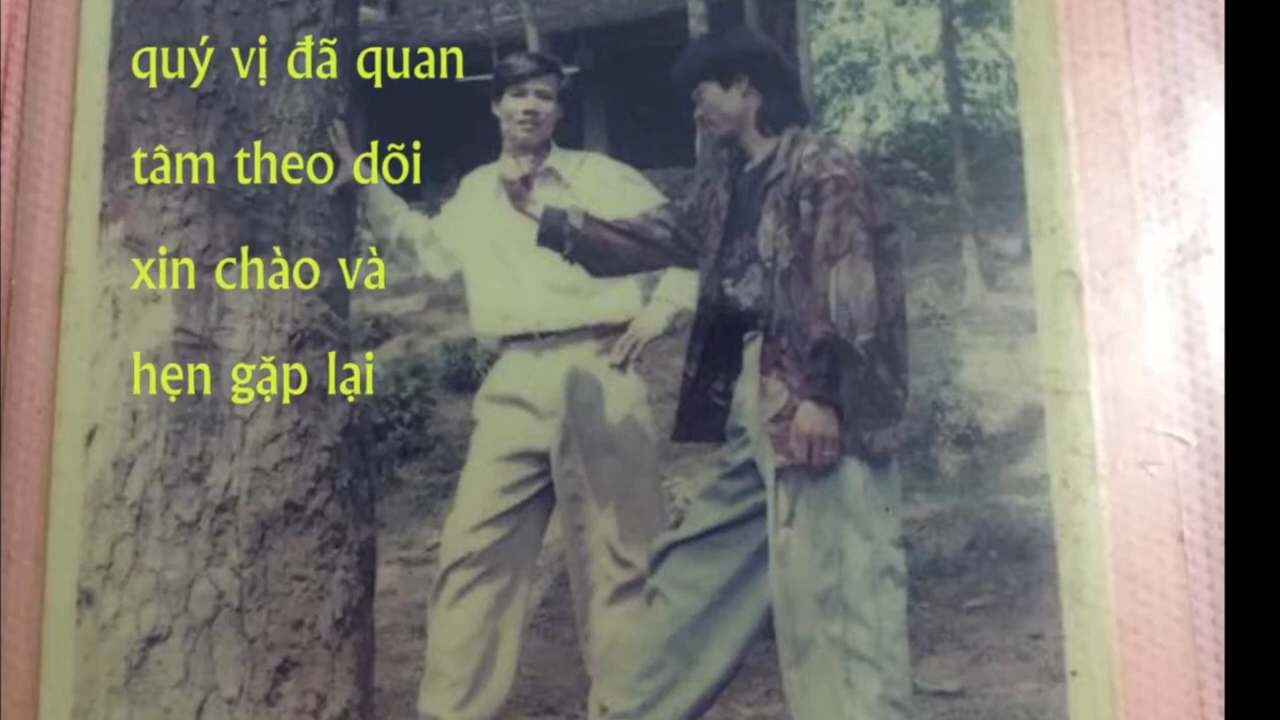 quý vị đã quan
tâm theo dõi
xin chào và
hẹn gặp lại